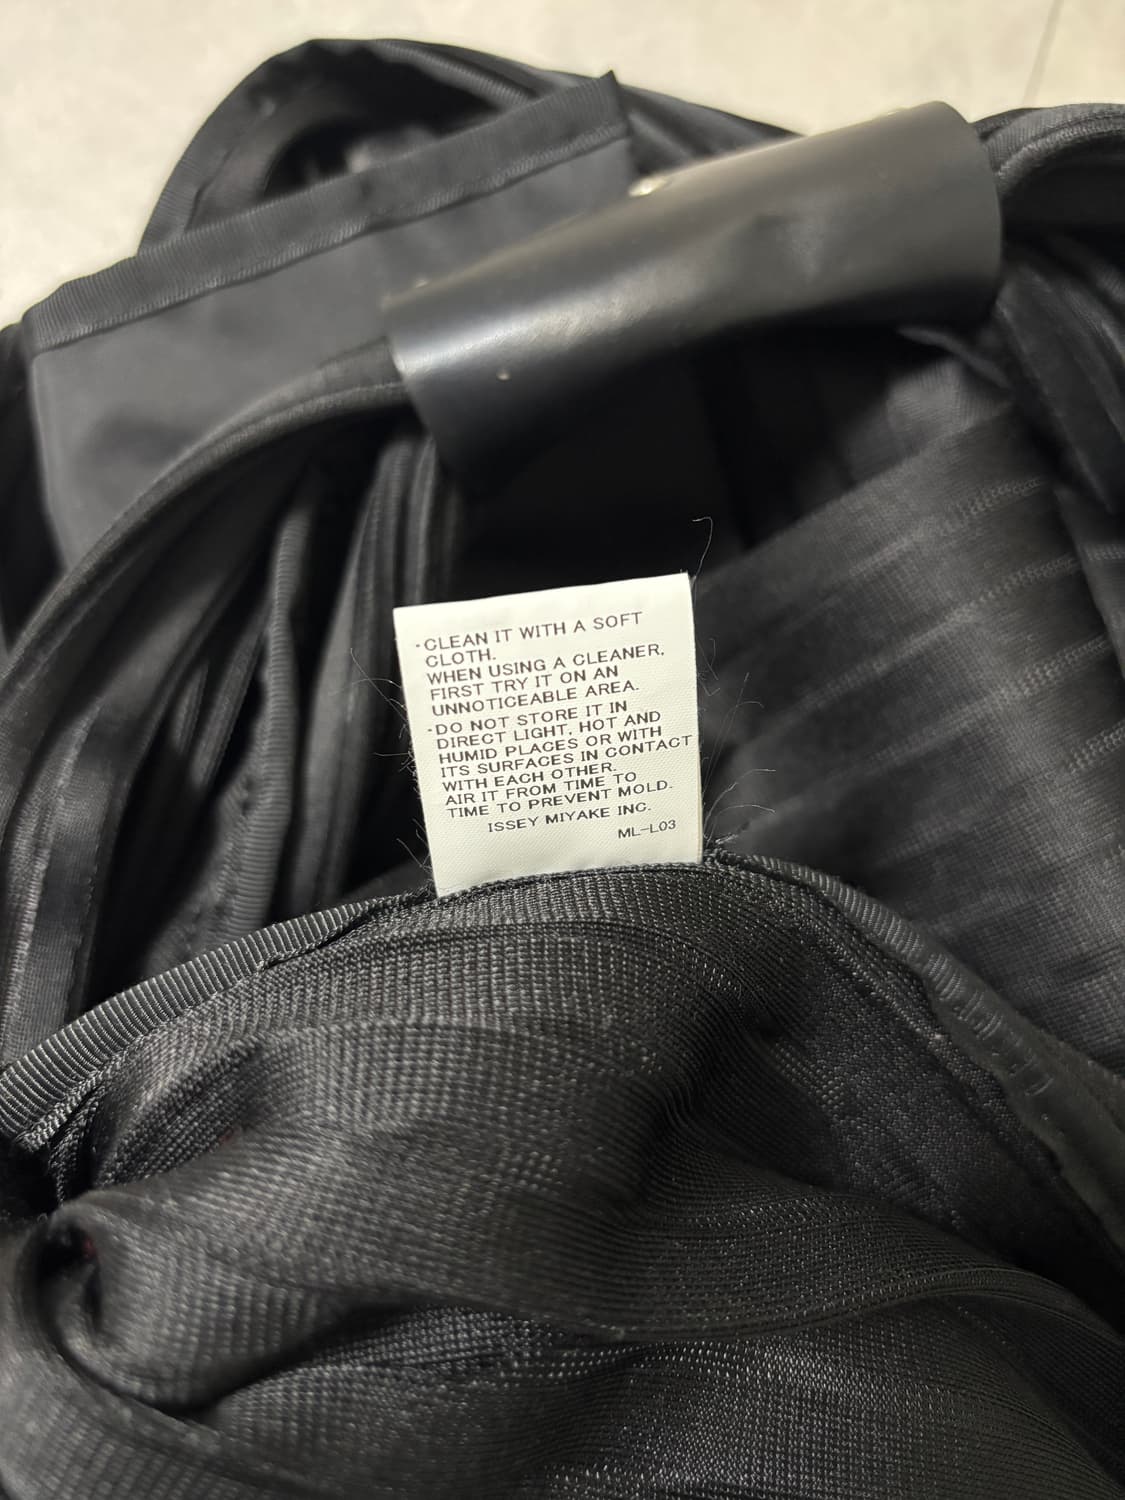 ・CLEAN IT WITH A SOFT
CLOTH.
WHEN USING A CLEANER,
FIRST TRY IT ON AN
UNNOTICEABLE AREA.
・DO NOT STORE IT IN
DIRECT LIGHT, HOT AND
HUMID PLACES OR WITH
ITS SURFACES IN CONTACT
WITH EACH OTHER.
AIR IT FROM TIME TO
TIME TO PREVENT MOLD.
ISSEY MIYAKE INC.
ML-L03